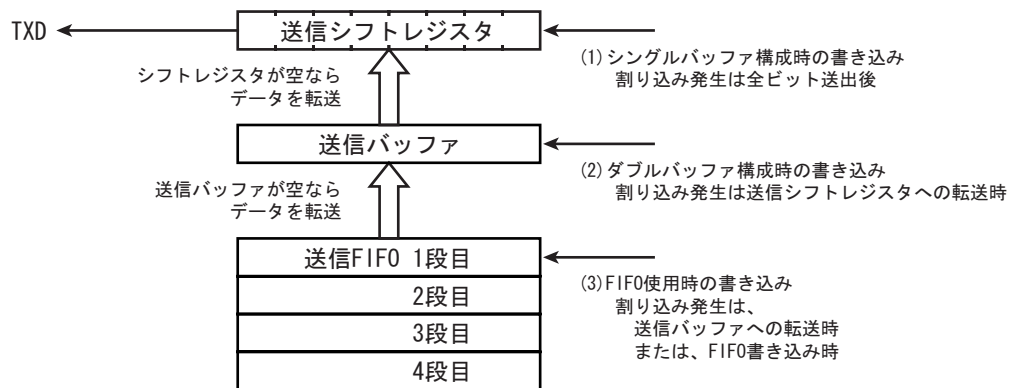 TXD
送信シフトレジスタ
(1)シングルバッファ構成時の書き込み
割り込み発生は全ビット送出後
シフトレジスタが空なら
データを転送
送信バッファ
(2)ダブルバッファ構成時の書き込み
割り込み発生は送信シフトレジスタへの転送時
送信バッファが空なら
データを転送
送信FIFO 1段目
(3)FIFO使用時の書き込み
割り込み発生は、
送信バッファへの転送時
または、FIFO書き込み時
2段目
3段目
4段目